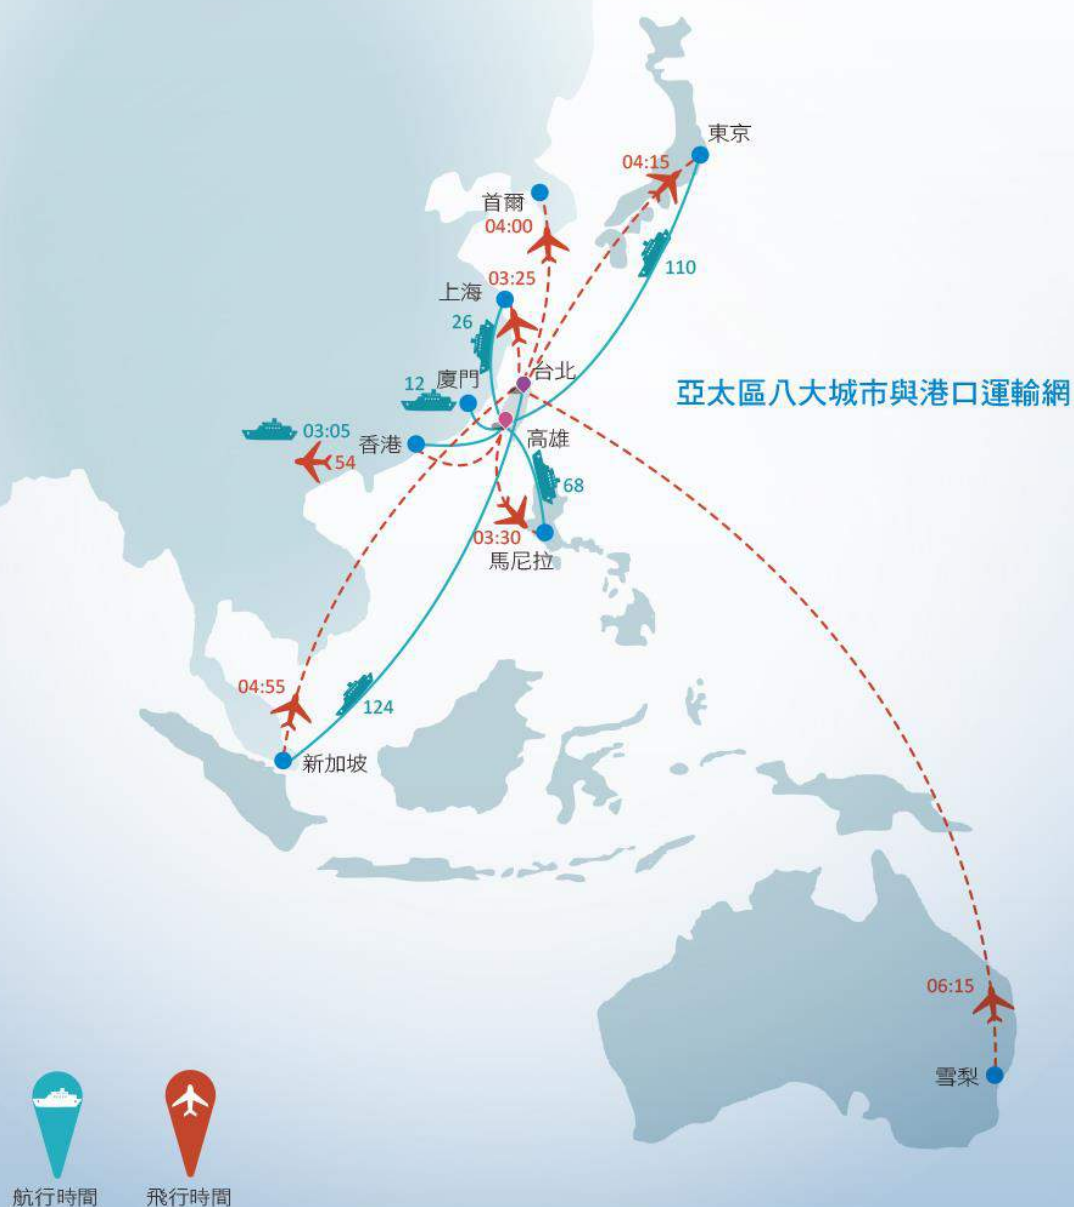 東京
04:15
首爾
04:00
110
03:25
上海
26
台北
廈門
12
亞太區八大城市與港口運輸網
03:05
香港
54
高雄
68
03:30
馬尼拉
04:55
124
新加坡
06:15
雪梨
航行時間
飛行時間